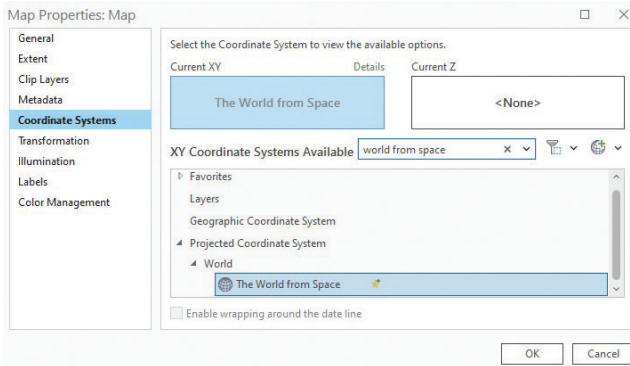 Map Properties: Map
General
Extent
Clip Layers
Metadata
Coordinate Systems
Transformation
Illumination
Labels
Color Management
Select the Coordinate System to view the available options.
Current XY Details Current Z
The World from Space <None>
XY Coordinate Systems Available world from space
Favorites
Layers
Geographic Coordinate System
Projected Coordinate System
World
The World from Space
Enable wrapping around the date line
OK Cancel